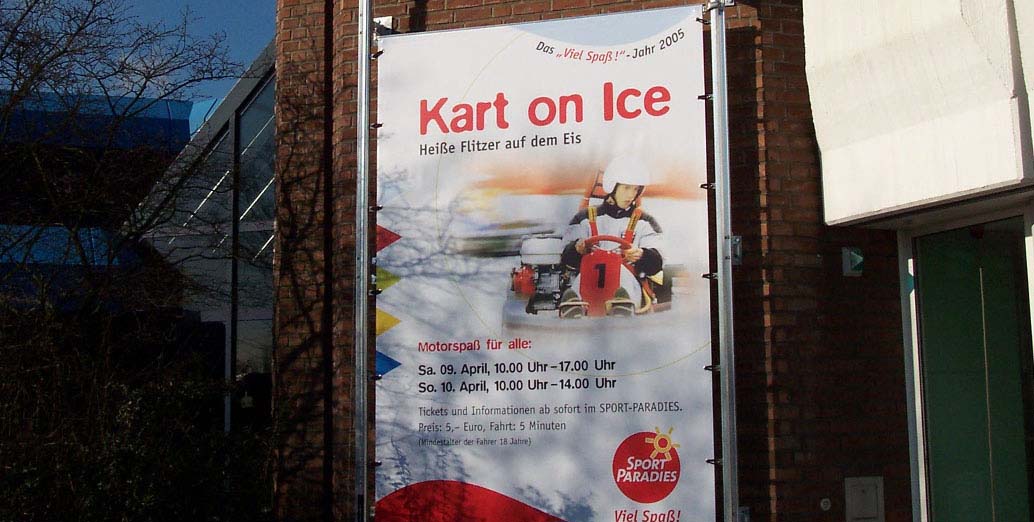 Das „Viel Spaß!“-Jahr 2005
Kart on Ice
Heiße Flitzer auf dem Eis
1
Motorspaß für alle:
Sa. 09. April, 10.00 Uhr – 17.00 Uhr
So. 10. April, 10.00 Uhr – 14.00 Uhr
Tickets und Informationen ab sofort im SPORT-PARADIES.
Preis: 5,- Euro, Fahrt: 5 Minuten
(Mindestalter der Fahrer 18 Jahre)
SPORT
PARADIES
Viel Spaß!